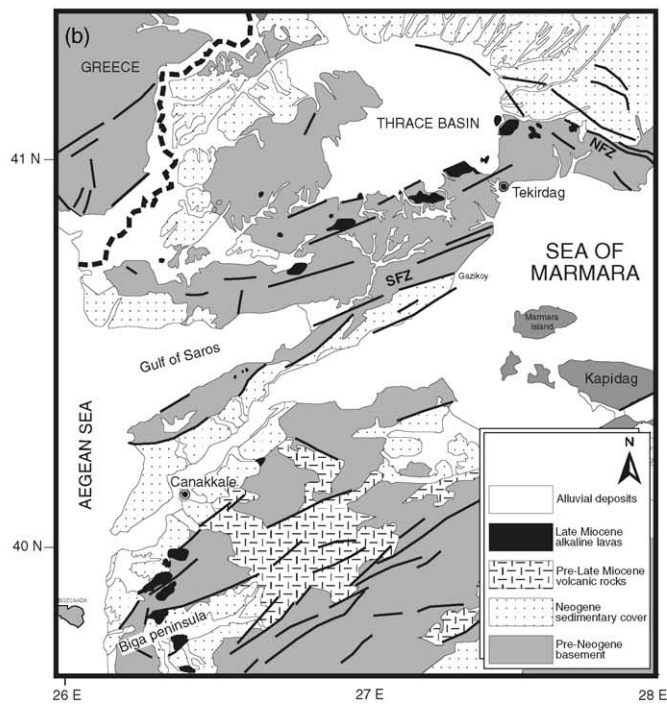 (b)
GREECE
THRACE BASIN
NFZ
41 N
Tekirdag
SEA OF
MARMARA
SFZ
Gazikoy
Marmara
Island
Gulf of Saros
Kapidag
AEGEAN SEA
Canakkale
40 N
BOZCAADA
Biga peninsula
N
Alluvial deposits
Late Miocene
alkaline lavas
Pre-Late Miocene
volcanic rocks
Neogene
sedimentary cover
Pre-Neogene
basement
26 E
27 E
28 E